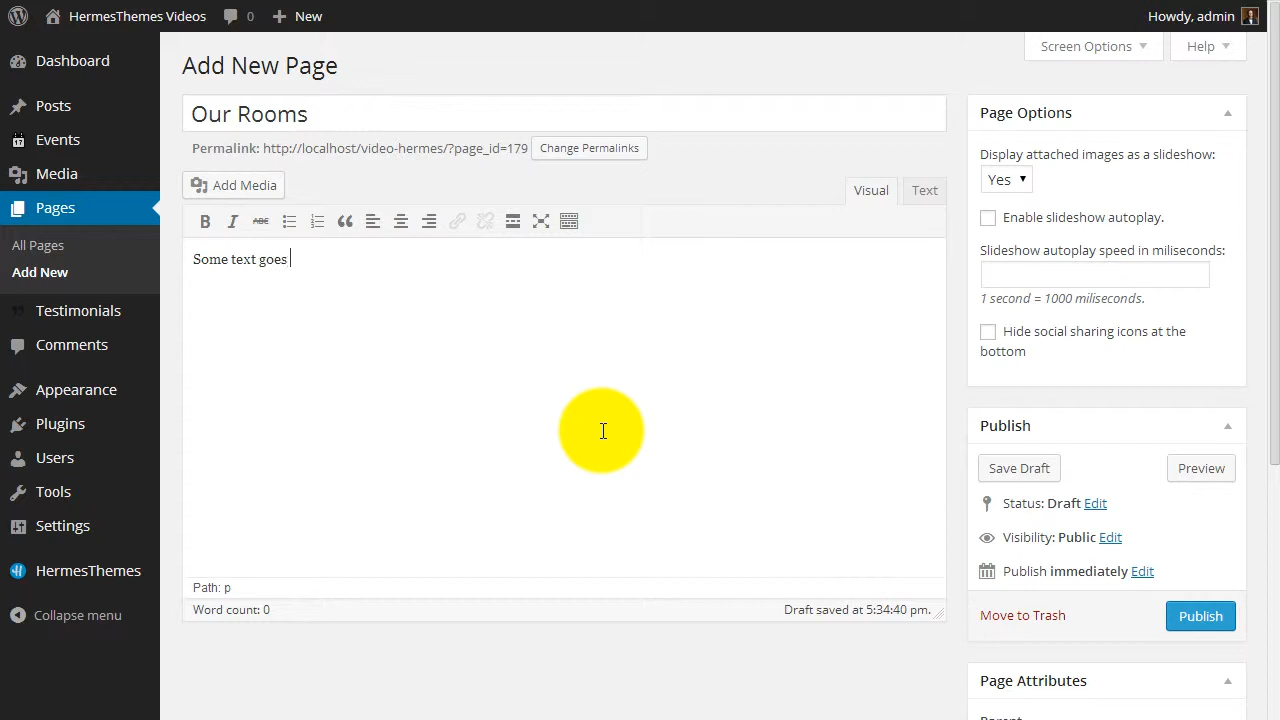 HermesThemes Videos 0 New Howdy, admin
Dashboard
Posts
Events
Media
Pages
All Pages
Add New
Testimonials
Comments
Appearance
Plugins
Users
Tools
Settings
HermesThemes
Collapse menu
Screen Options Help
Add New Page
Our Rooms
Permalink: http://localhost/video-hermes/?page_id=179 Change Permalinks
Add Media
Visual Text
B I ABC
Some text goes
Path: p
Word count: 0 Draft saved at 5:34:40 pm.
Page Options
Display attached images as a slideshow:
Yes
Enable slideshow autoplay.
Slideshow autoplay speed in miliseconds:
1 second = 1000 miliseconds.
Hide social sharing icons at the
bottom
Publish
Save Draft Preview
Status: Draft Edit
Visibility: Public Edit
Publish immediately Edit
Move to Trash Publish
Page Attributes
Parent